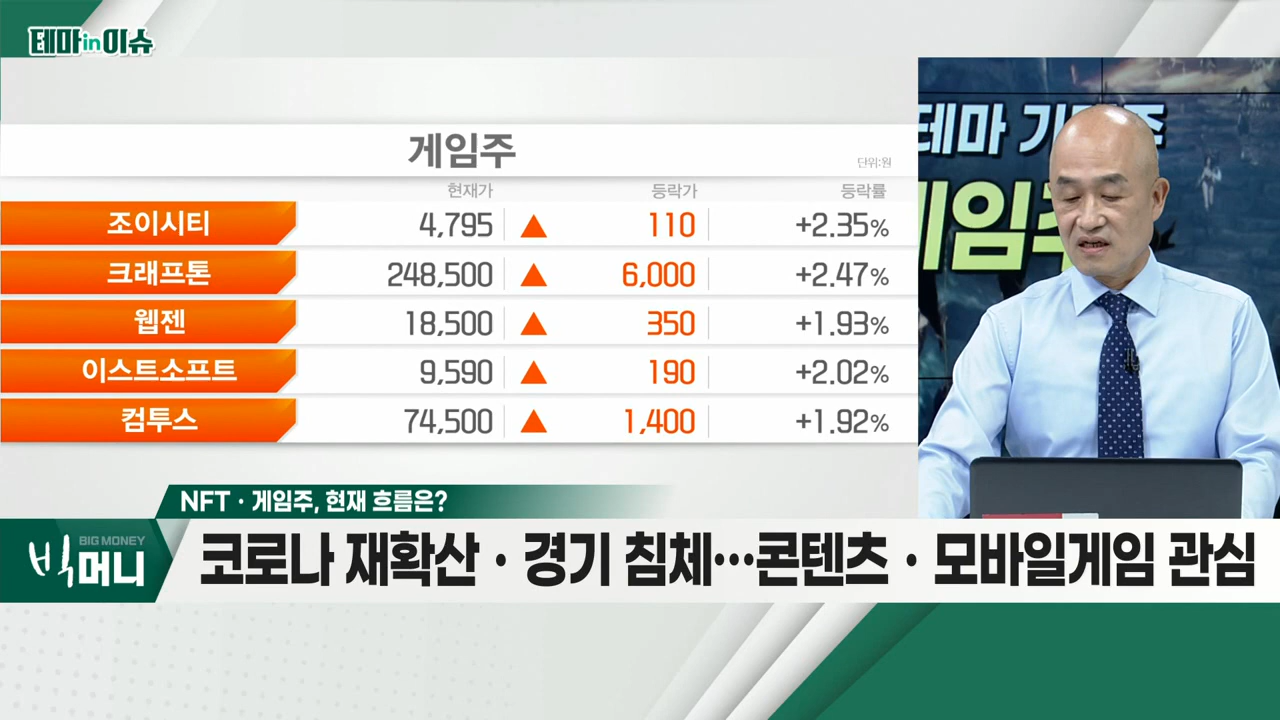 테마in이슈
게임주
단위:원
현재가 등락가 등락률
조이시티 4,795 ▲ 110 +2.35%
크래프톤 248,500 ▲ 6,000 +2.47%
웹젠 18,500 ▲ 350 +1.93%
이스트소프트 9,590 ▲ 190 +2.02%
컴투스 74,500 ▲ 1,400 +1.92%
테마
게임주
NFT · 게임주, 현재 흐름은?
BIG MONEY
빅머니
코로나 재확산 · 경기 침체…콘텐츠 · 모바일게임 관심